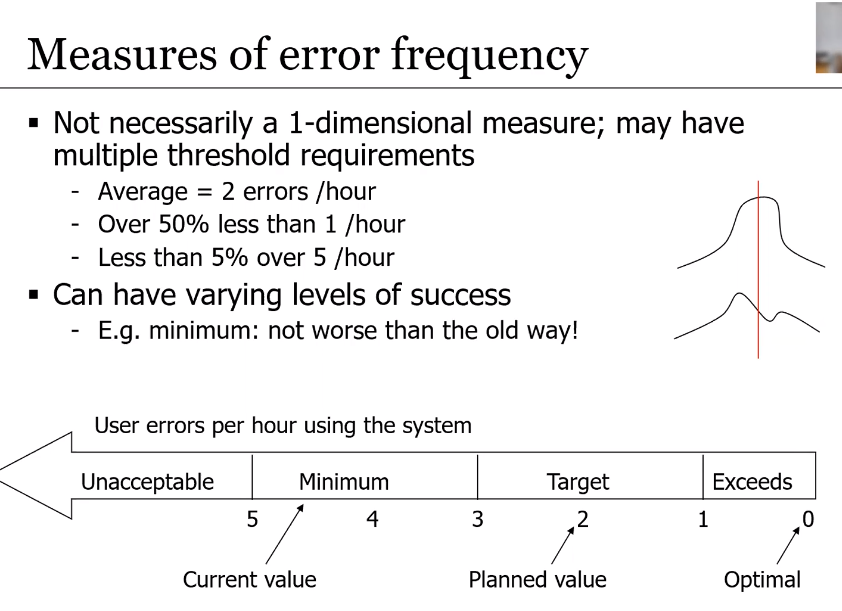 Measures of error frequency
▪ Not necessarily a 1-dimensional measure; may have
multiple threshold requirements
- Average = 2 errors /hour
- Over 50% less than 1 /hour
- Less than 5% over 5 /hour
▪ Can have varying levels of success
- E.g. minimum: not worse than the old way!
User errors per hour using the system
Unacceptable Minimum Target Exceeds
5 4 3 2 1 0
Current value Planned value Optimal